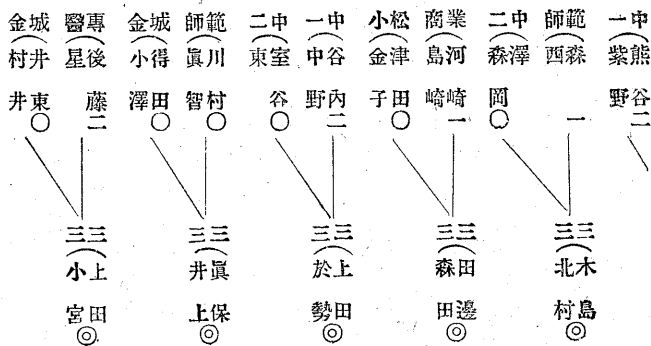 一中(熊谷 二
紫野
師範(森 一
西
二中(澤岡 〇
森
商業(河崎 一
島崎
小松(津田 〇
金子
一中(谷内 二
中野
二中(室谷 〇
東
師範(川村 〇
眞智
金城(得田 〇
小澤
醫專(後藤 二
星
金城(井東 〇
村井
三三(木島 ◎
北村
三三(田邊 ◎
森田
三三(上田 ◎
於勢
三三(眞保 ◎
井上
三三(上田 ◎
小宮